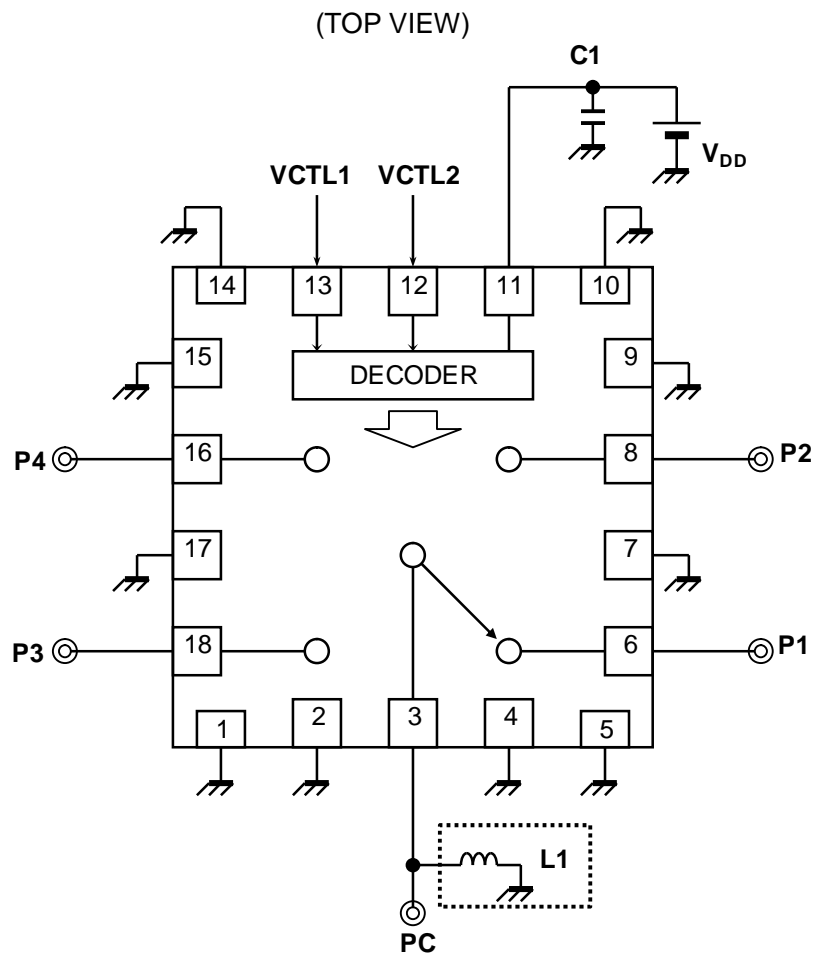 (TOP VIEW)
C1
V_DD
VCTL1 VCTL2
14 13 12 11 10
15 9
DECODER
P4 16 8 P2
17 7
P3 18 6 P1
1 2 3 4 5
L1
PC